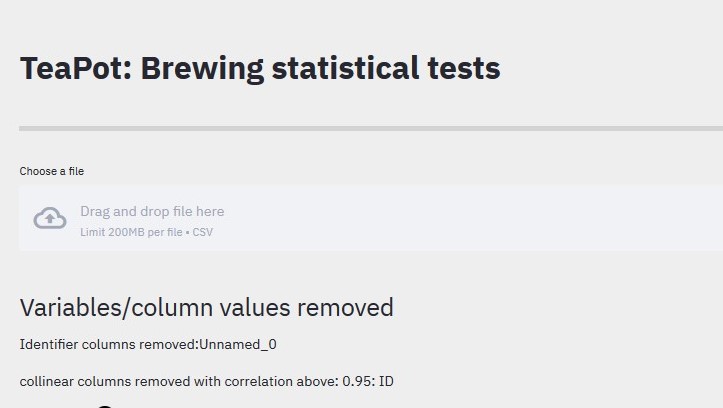 TeaPot: Brewing statistical tests
Choose a file
Drag and drop file here
Limit 200MB per file • CSV
Variables/column values removed
Identifier columns removed:Unnamed_0
collinear columns removed with correlation above: 0.95: ID